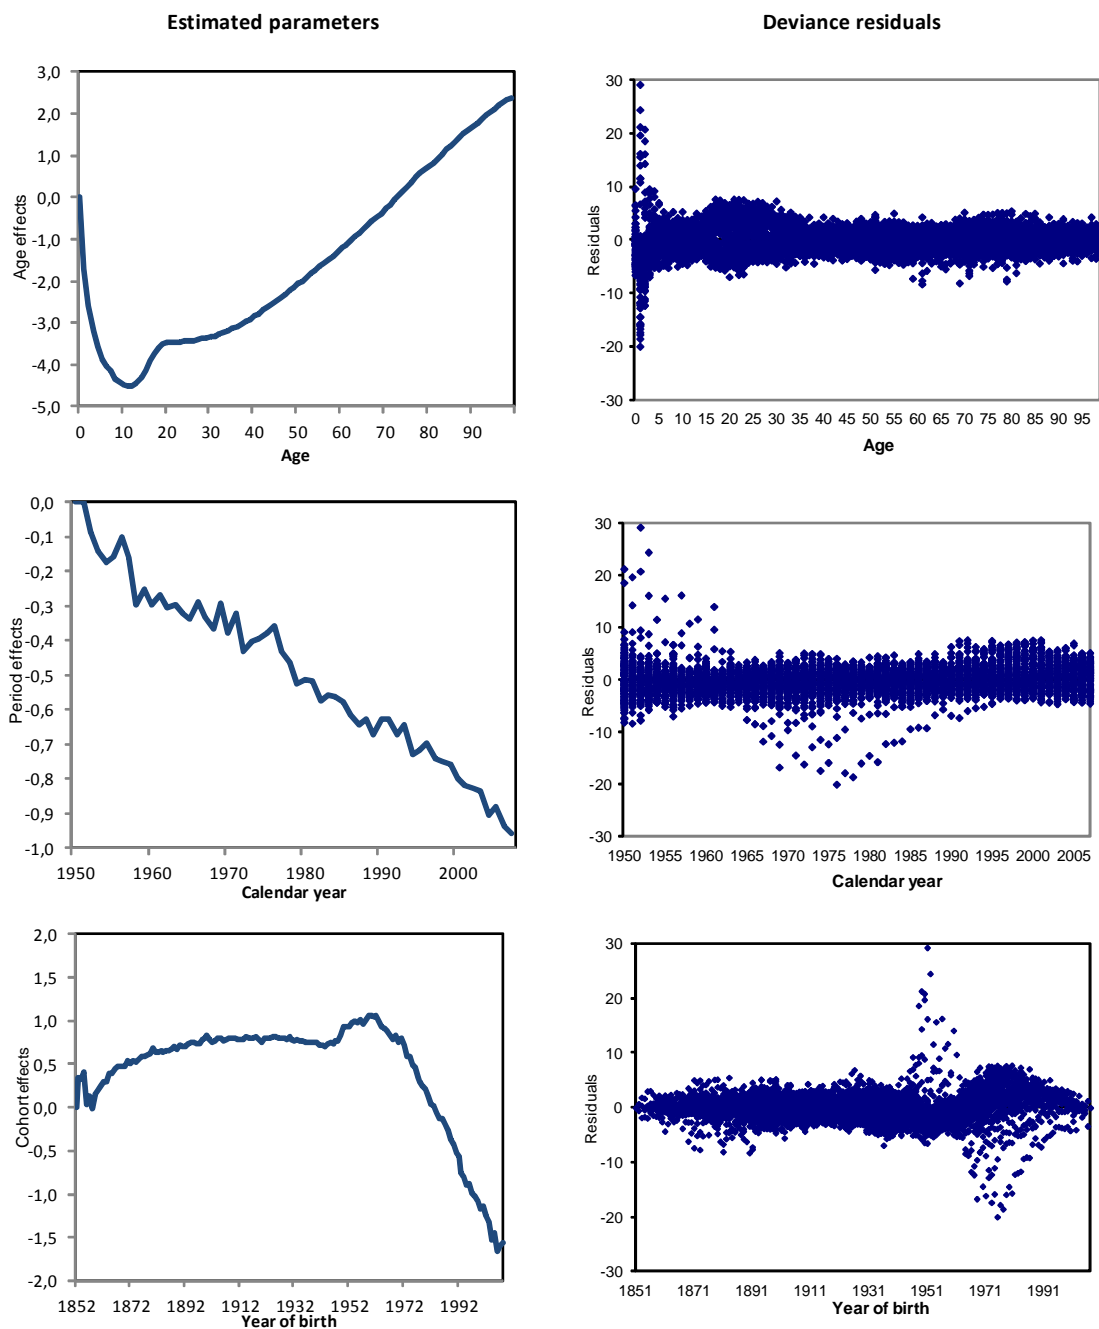 Estimated parameters
Deviance residuals
3,0
2,0
1,0
0,0
-1,0
-2,0
-3,0
-4,0
-5,0
Age effects
0 10 20 30 40 50 60 70 80 90
Age
30
20
10
0
-10
-20
-30
Residuals
0 5 10 15 20 25 30 35 40 45 50 55 60 65 70 75 80 85 90 95
Age
0,0
-0,1
-0,2
-0,3
-0,4
-0,5
-0,6
-0,7
-0,8
-0,9
-1,0
Period effects
1950 1960 1970 1980 1990 2000
Calendar year
30
20
10
0
-10
-20
-30
Residuals
1950 1955 1960 1965 1970 1975 1980 1985 1990 1995 2000 2005
Calendar year
2,0
1,5
1,0
0,5
0,0
-0,5
-1,0
-1,5
-2,0
Cohort effects
1852 1872 1892 1912 1932 1952 1972 1992
Year of birth
30
20
10
0
-10
-20
-30
Residuals
1851 1871 1891 1911 1931 1951 1971 1991
Year of birth